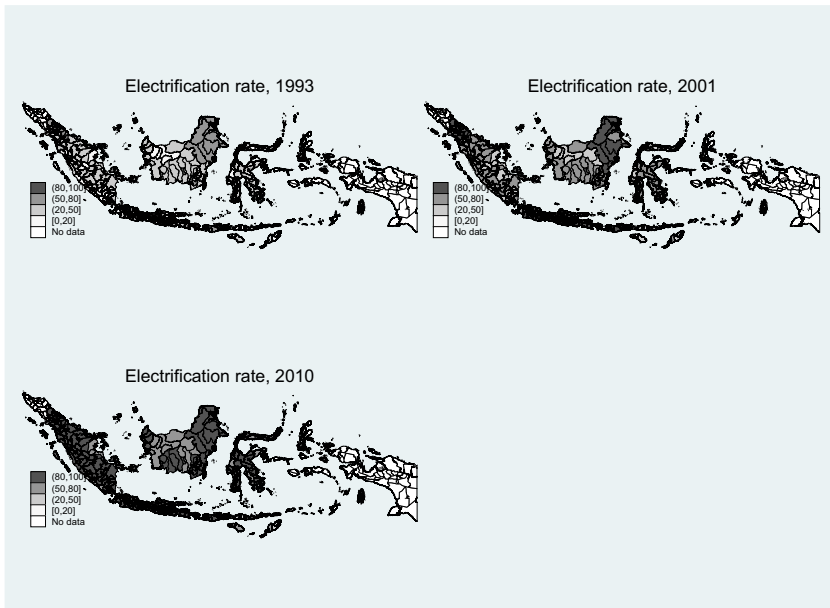 Electrification rate, 1993
(80,100]
(50,80]
(20,50]
[0,20]
No data
Electrification rate, 2001
(80,100]
(50,80]
(20,50]
[0,20]
No data
Electrification rate, 2010
(80,100]
(50,80]
(20,50]
[0,20]
No data